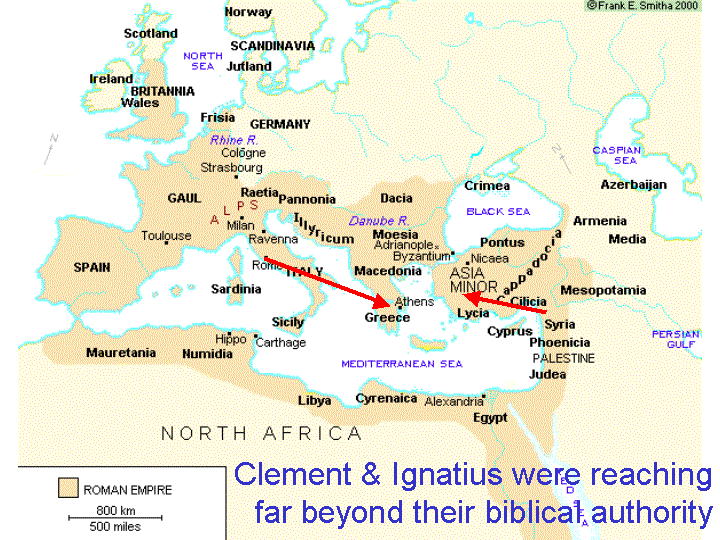 ©Frank E. Smitha 2000
Norway
Scotland
SCANDINAVIA
NORTH
SEA
Jutland
Ireland
BRITANNIA
Wales
Frisia
GERMANY
Rhine R.
Cologne
Strasbourg
CASPIAN
SEA
GAUL
Raetia
Pannonia
Dacia
Crimea
Azerbaijan
ALPS
Milan
Illyricum
Danube R.
BLACK SEA
Armenia
Toulouse
Ravenna
Moesia
Adrianople
Byzantium
Pontus
Media
Cappadocia
Nicaea
SPAIN
Rome
ITALY
Macedonia
ASIA
MINOR
Mesopotamia
Sardinia
Athens
Cilicia
Sicily
Greece
Lycia
Syria
Hippo
Carthage
Cyprus
Phoenicia
PERSIAN
GULF
Mauretania
Numidia
MEDITERRANEAN SEA
PALESTINE
Judea
Libya
Cyrenaica
Alexandria
Egypt
NORTH AFRICA
ROMAN EMPIRE
800 km
500 miles
Clement & Ignatius were reaching
far beyond their biblical authority